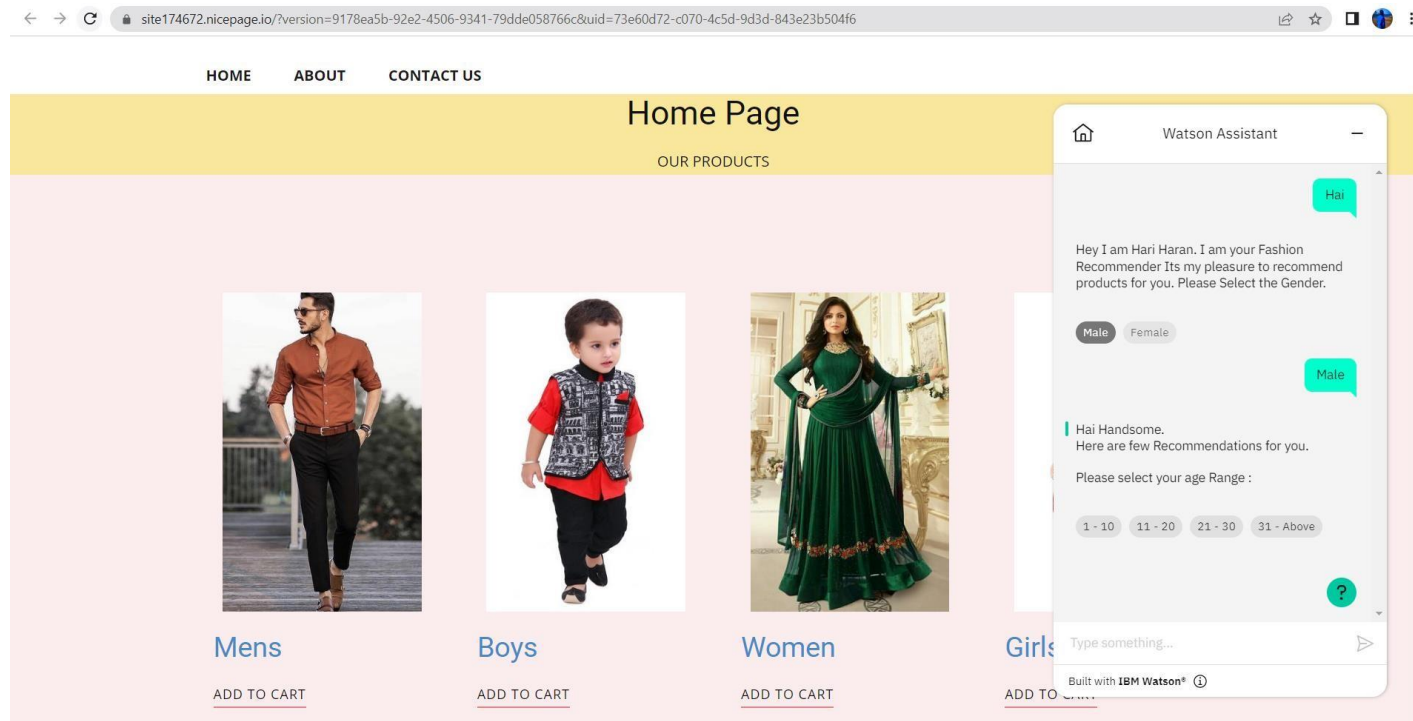 site174672.nicepage.io/?version=9178ea5b-92e2-4506-9341-79dde058766c&uid=73e60d72-c070-4c5d-9d3d-843e23b504f6
HOME ABOUT CONTACT US
Home Page
OUR PRODUCTS
Mens
ADD TO CART
Boys
ADD TO CART
Women
ADD TO CART
Girls
ADD TO CART
Watson Assistant
Hai
Hey I am Hari Haran. I am your Fashion
Recommender Its my pleasure to recommend
products for you. Please Select the Gender.
Male Female
Male
Hai Handsome.
Here are few Recommendations for you.
Please select your age Range :
1 - 10 11 - 20 21 - 30 31 - Above
?
Type something...
Built with IBM Watson®